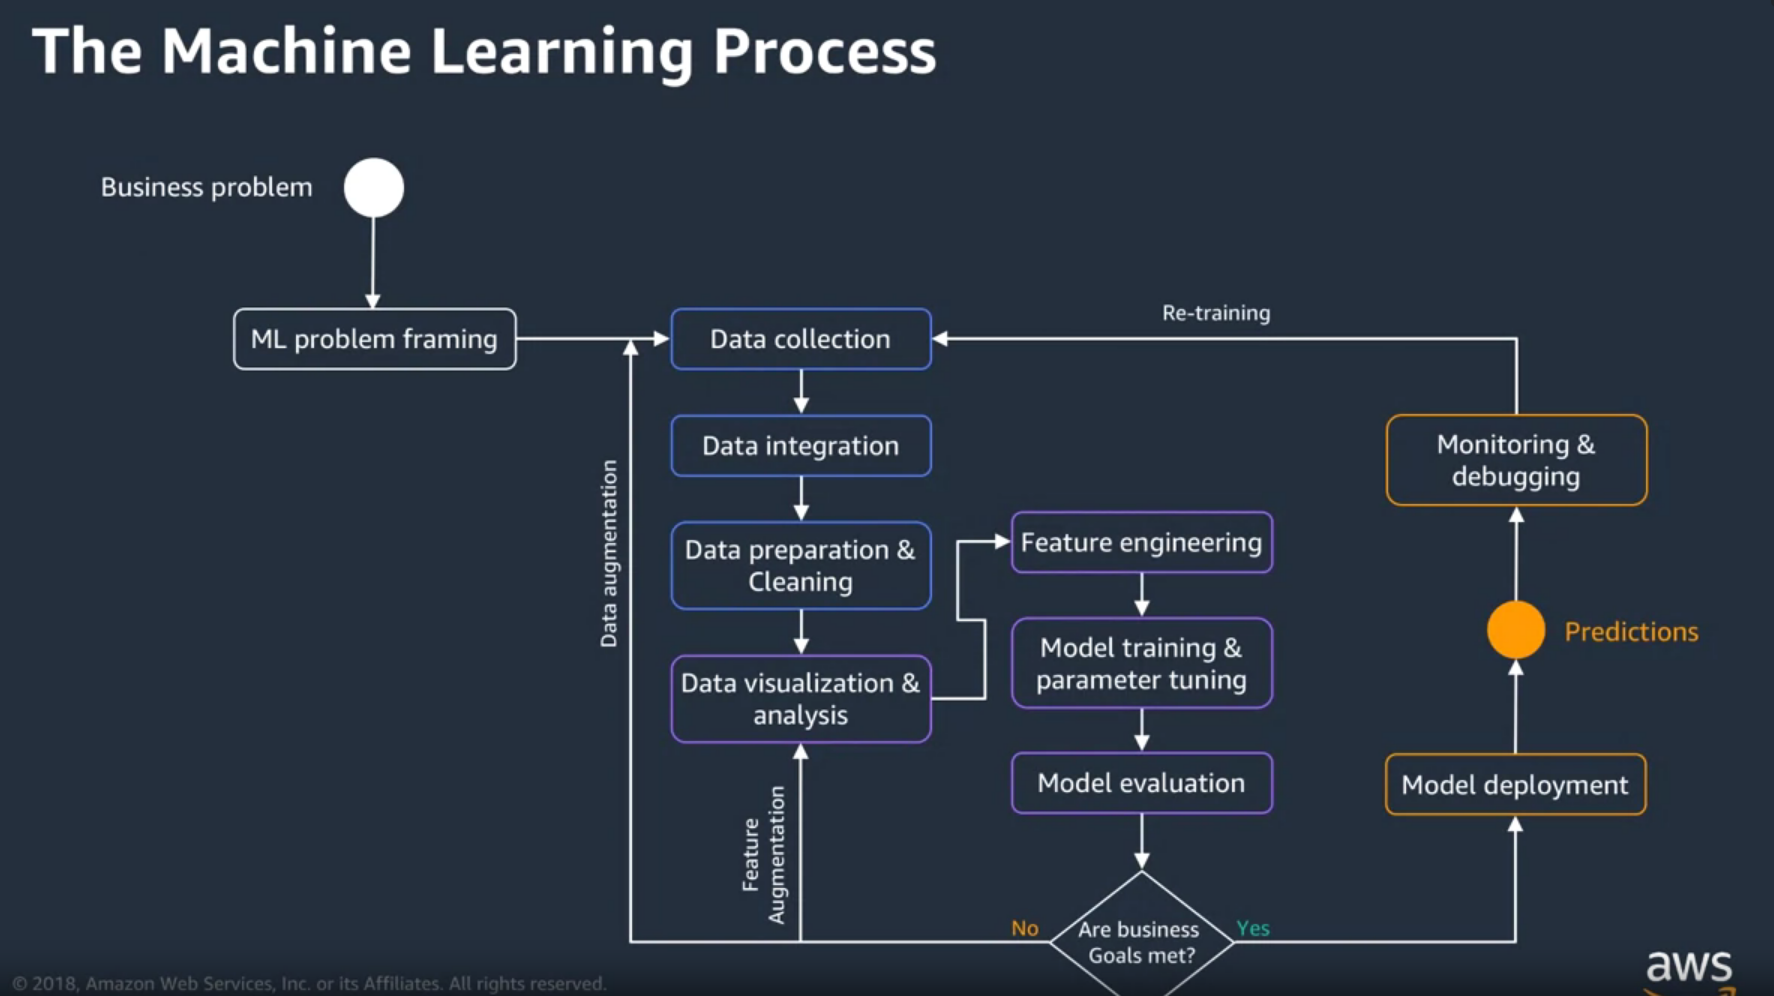 The Machine Learning Process
Business problem
ML problem framing
Data collection
Re-training
Data integration
Monitoring &
debugging
Data augmentation
Data preparation &
Cleaning
Feature engineering
Model training &
parameter tuning
Predictions
Data visualization &
analysis
Model evaluation
Model deployment
Feature
Augmentation
No
Are business
Goals met?
Yes
aws
© 2018, Amazon Web Services, Inc. or its Affiliates. All rights reserved.